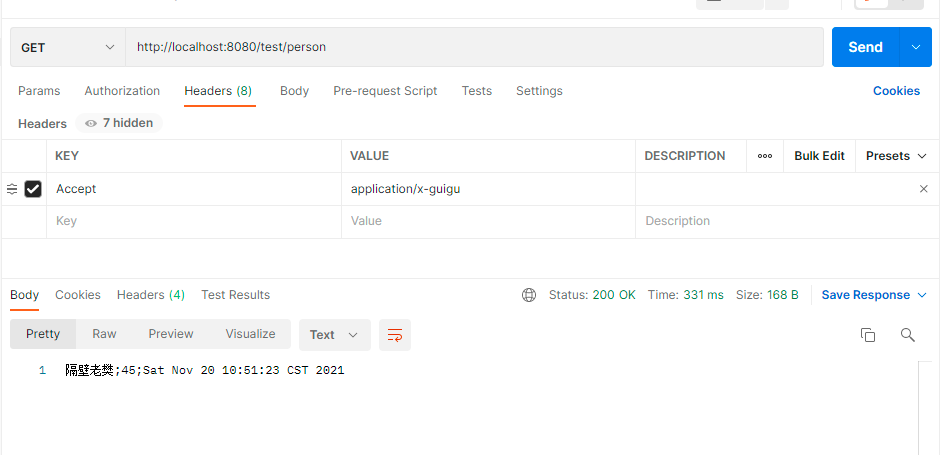 GET http://localhost:8080/test/person Send
Params Authorization Headers (8) Body Pre-request Script Tests Settings Cookies
Headers 7 hidden
KEY VALUE DESCRIPTION ooo Bulk Edit Presets
Accept application/x-guigu
Key Value Description
Body Cookies Headers (4) Test Results Status: 200 OK Time: 331 ms Size: 168 B Save Response
Pretty Raw Preview Visualize Text
1 隔壁老樊;45;Sat Nov 20 10:51:23 CST 2021